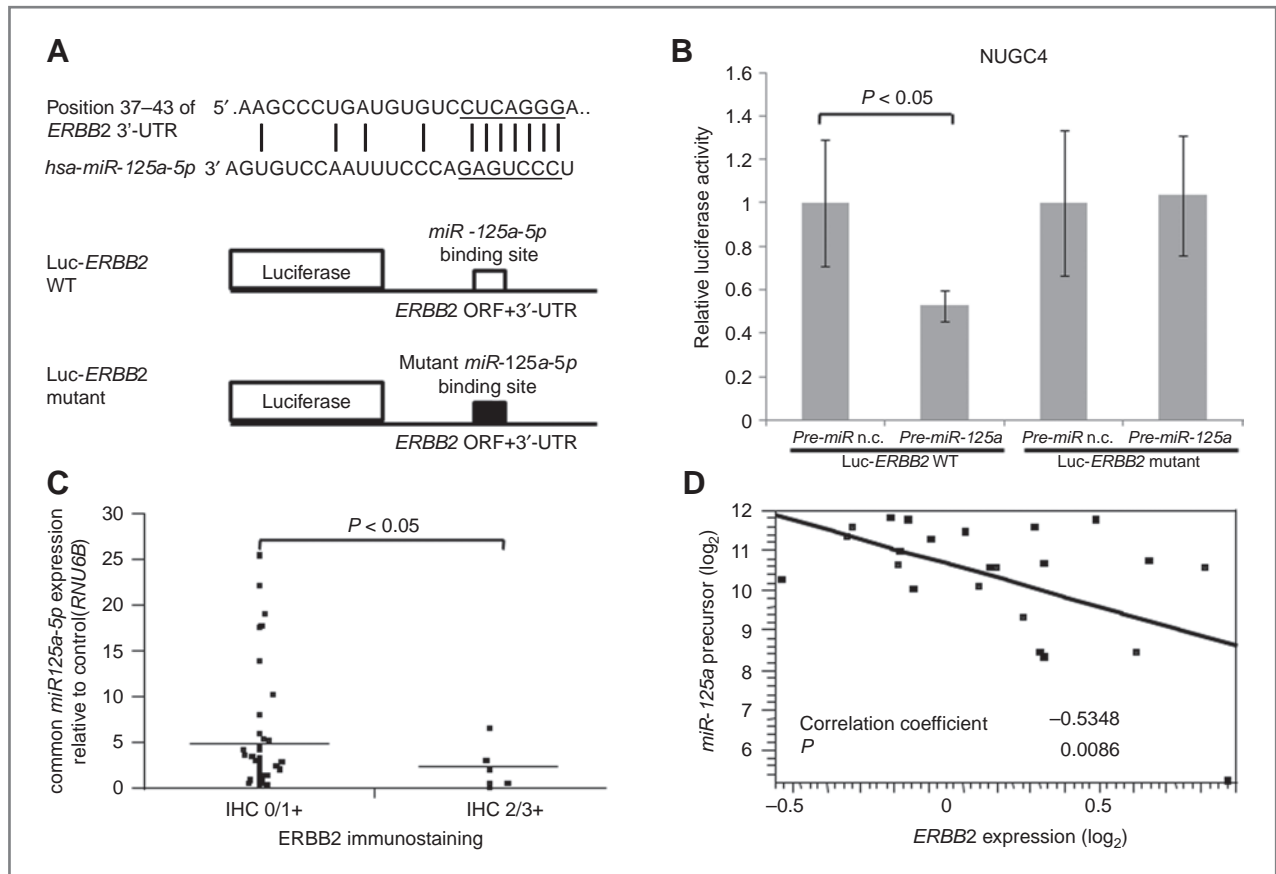 A
Position 37–43 of 5′ .AAGCCCUGAUGUGUCCUCAGGGA..
ERBB2 3'-UTR
hsa-miR-125a-5p 3′ AGUGUCCAAUUUCCCAGAGUCCCU
miR -125a-5p
binding site
Luc-ERBB2
WT
Luciferase
ERBB2 ORF+3′-UTR
Mutant miR-125a-5p
binding site
Luc-ERBB2
mutant
Luciferase
ERBB2 ORF+3′-UTR
B
NUGC4
P < 0.05
Relative luciferase activity
1.6
1.4
1.2
1
0.8
0.6
0.4
0.2
0
Pre-miR n.c. Pre-miR-125a Pre-miR n.c. Pre-miR-125a
Luc-ERBB2 WT Luc-ERBB2 mutant
C
P < 0.05
common miR125a-5p expression
relative to control(RNU6B)
30
25
20
15
10
5
0
IHC 0/1+ IHC 2/3+
ERBB2 immunostaining
D
miR-125a precursor (log2)
12
11
10
9
8
7
6
Correlation coefficient −0.5348
P 0.0086
−0.5 0 0.5
ERBB2 expression (log2)